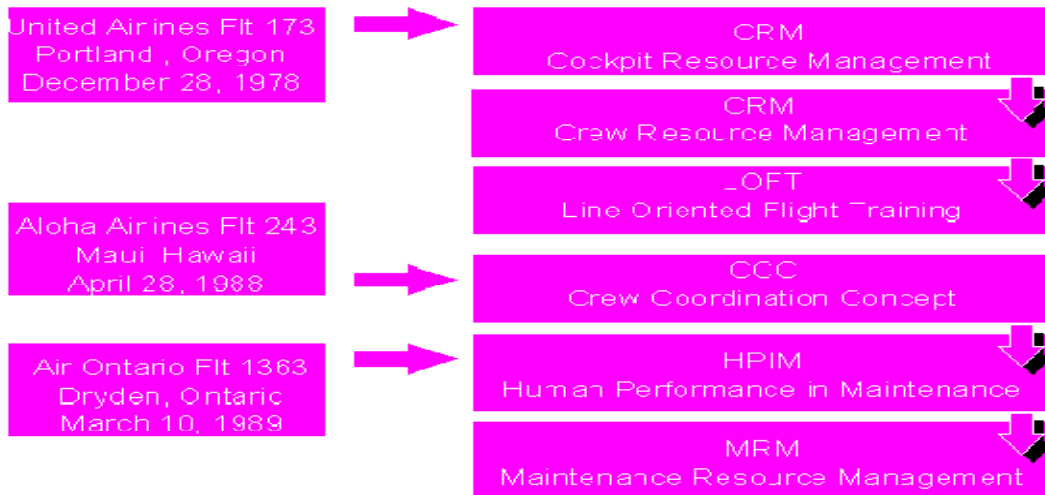 United Airines Flt 173
Portland , Oregon
December 28, 1978
CRM
Cockpit Resource Management
CRM
Crew Resource Management
LOFT
Line Oriented Flight Training
Aloha Airines Flt 243
Maui Hawaii
April 28, 1988
CCC
Crew Coordination Concept
Air Ontario Flt 1363
Dryden, Ontario
March 10, 1989
HPIM
Human Performance in Maintenance
MRM
Maintenance Resource Management